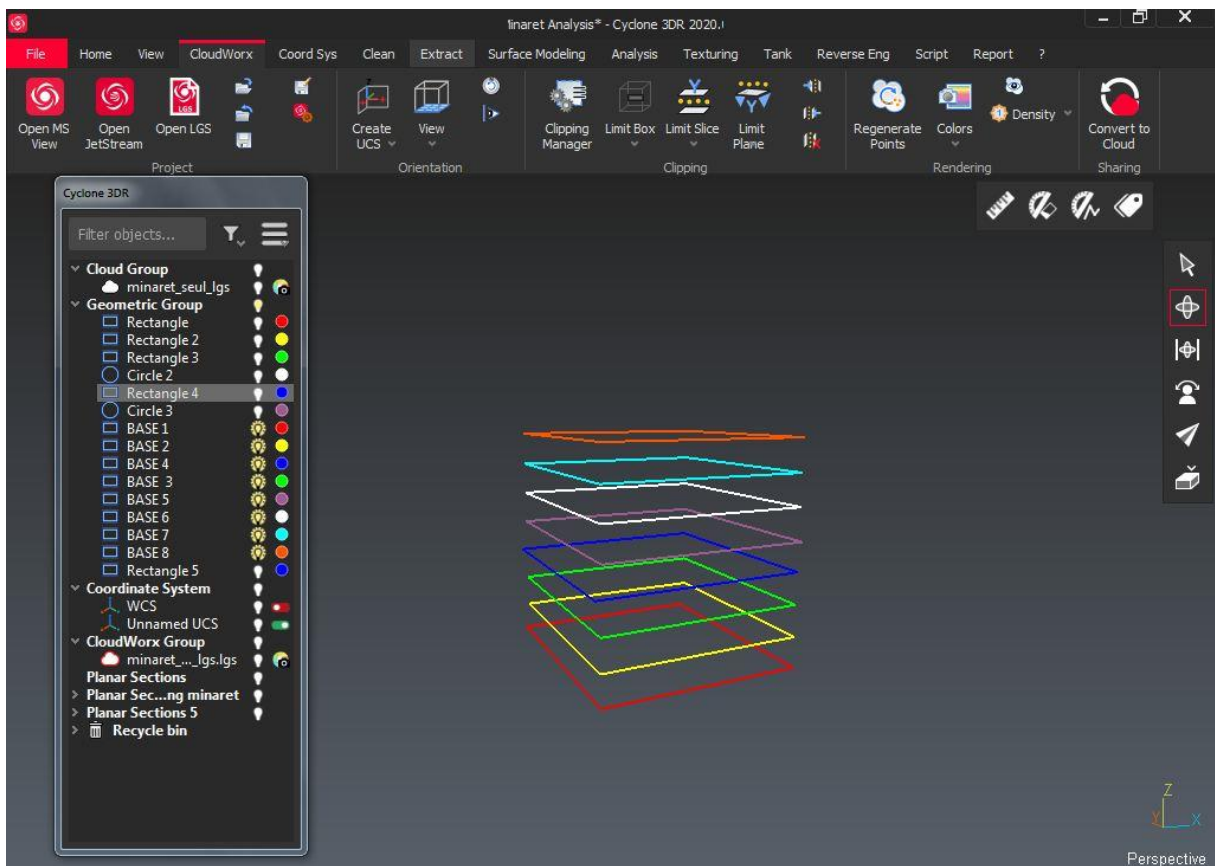 inaret Analysis* - Cyclone 3DR 2020.
File Home View CloudWorx Coord Sys Clean Extract Surface Modeling Analysis Texturing Tank Reverse Eng Script Report ?
Open MS View
Open JetStream
LGS
Open LGS
Create UCS
View
Clipping Manager
Limit Box
Limit Slice
Limit Plane
Regenerate Points
Colors
1 Density
Convert to Cloud
Project Orientation Clipping Rendering Sharing
Cyclone 3DR
Filter objects...
Cloud Group
minaret_seul_lgs
Geometric Group
Rectangle
Rectangle 2
Rectangle 3
Circle 2
Rectangle 4
Circle 3
BASE 1
BASE 2
BASE 4
BASE 3
BASE 5
BASE 6
BASE 7
BASE 8
Rectangle 5
Coordinate System
WCS
Unnamed UCS
CloudWorx Group
minaret_..._lgs.lgs
Planar Sections
Planar Sec...ng minaret
Planar Sections 5
Recycle bin
Z
Y X
Perspective